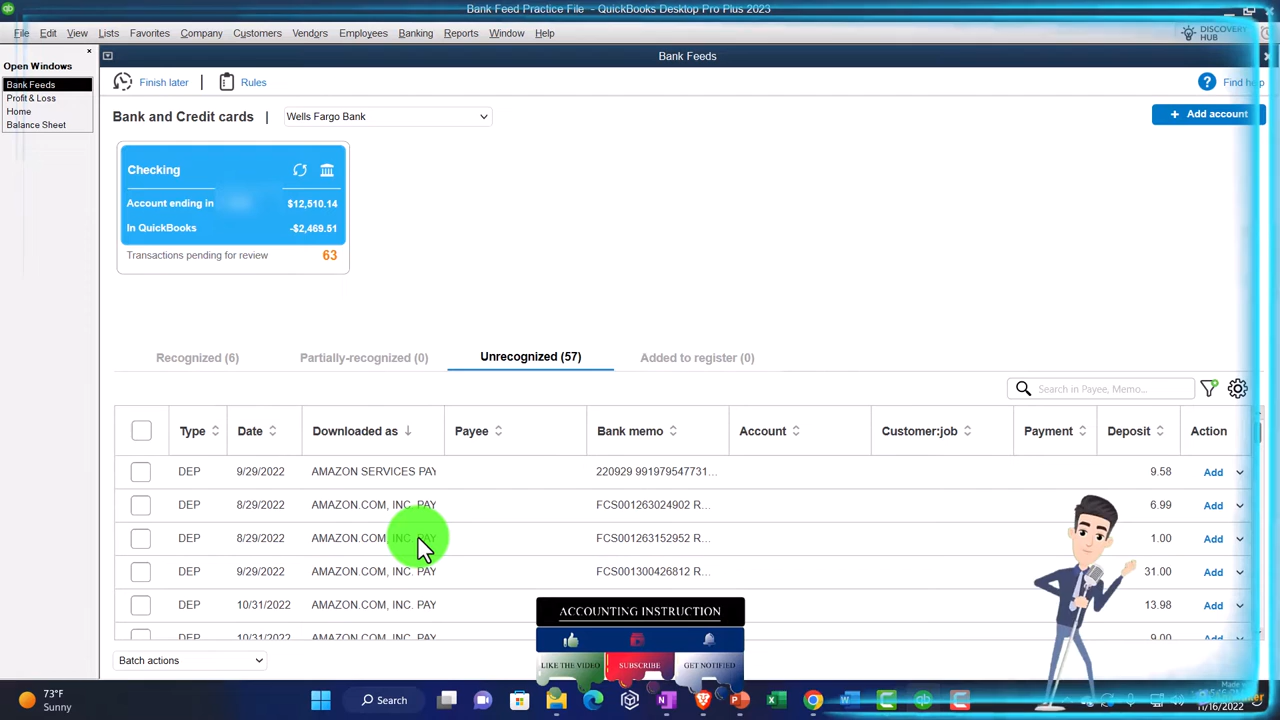 Bank Feed Practice File - QuickBooks Desktop Pro Plus 2023
File Edit View Lists Favorites Company Customers Vendors Employees Banking Reports Window Help
DISCOVERY HUB
Open Windows
Bank Feeds
Profit & Loss
Home
Balance Sheet
Bank Feeds
Finish later | Rules
? Find help
Bank and Credit cards | Wells Fargo Bank
+ Add account
Checking
Account ending in $12,510.14
In QuickBooks -$2,469.51
Transactions pending for review 63
Recognized (6) Partially-recognized (0) Unrecognized (57) Added to register (0)
Search in Payee, Memo...
Type Date Downloaded as Payee Bank memo Account Customer:job Payment Deposit Action
DEP 9/29/2022 AMAZON SERVICES PAY 220929 991979547731... 9.58 Add
DEP 8/29/2022 AMAZON.COM, INC. PAY FCS001263024902 R... 6.99 Add
DEP 8/29/2022 AMAZON.COM, INC. PAY FCS001263152952 R... 1.00 Add
DEP 9/29/2022 AMAZON.COM, INC. PAY FCS001300426812 R... 31.00 Add
DEP 10/31/2022 AMAZON.COM, INC. PAY 13.98 Add
DEP 10/31/2022 AMAZON.COM, INC. PAY 9.00 Add
ACCOUNTING INSTRUCTION
LIKE THE VIDEO SUBSCRIBE GET NOTIFIED
Batch actions
73°F
Sunny
Search
Made with